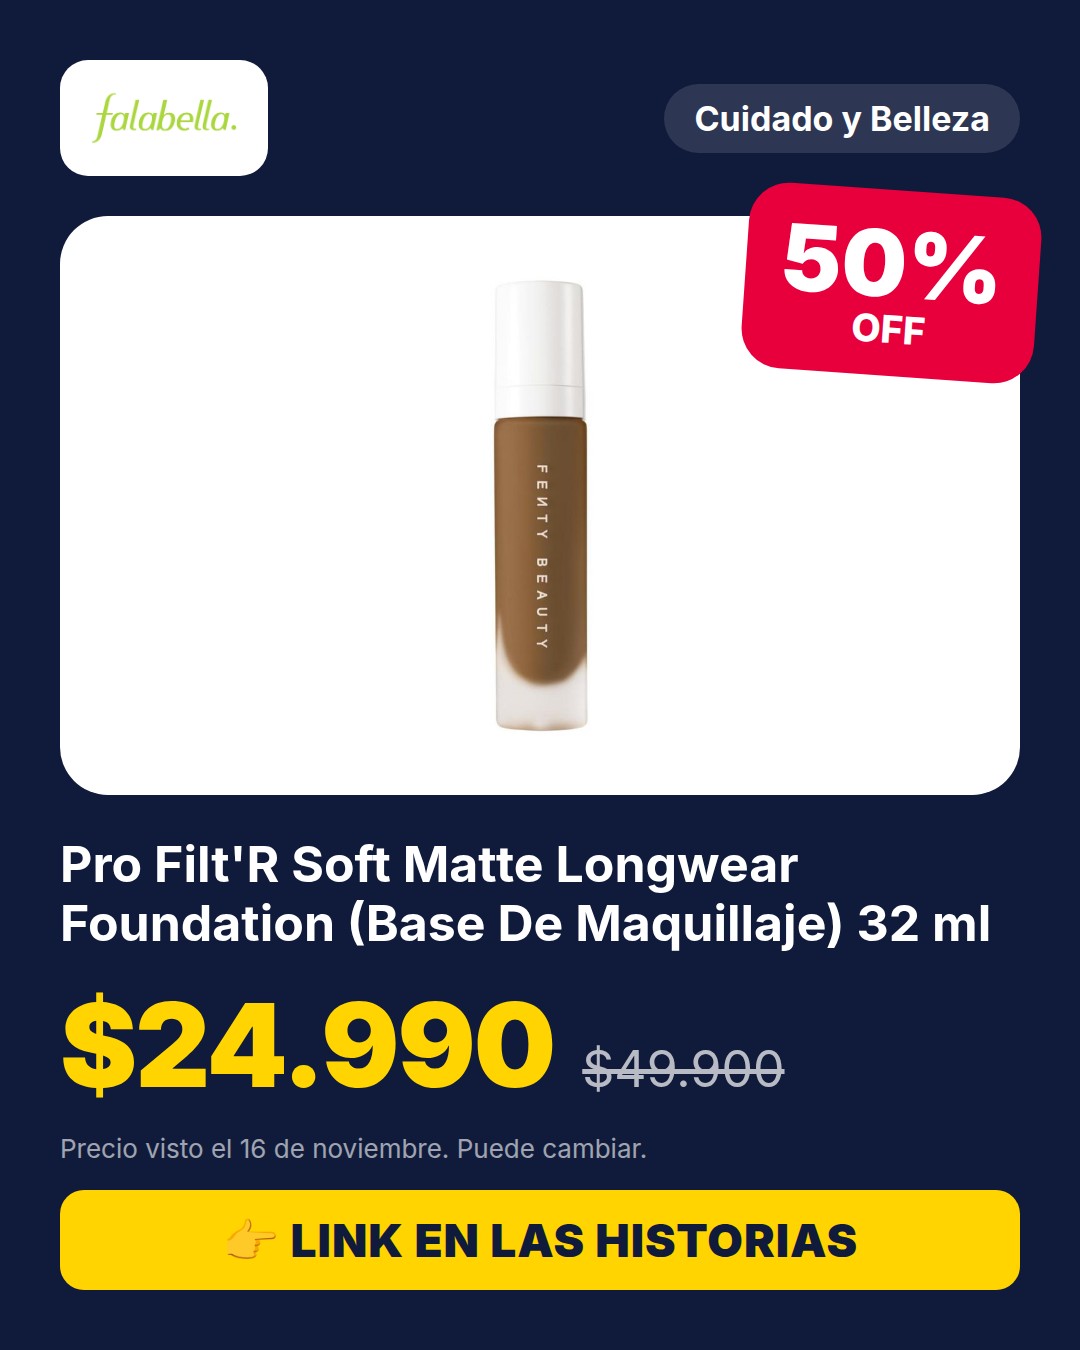 falabella.
Cuidado y Belleza
50%
OFF
FENTY BEAUTY
Pro Filt'R Soft Matte Longwear
Foundation (Base De Maquillaje) 32 ml
$24.990 $49.900
Precio visto el 16 de noviembre. Puede cambiar.
👉 LINK EN LAS HISTORIAS